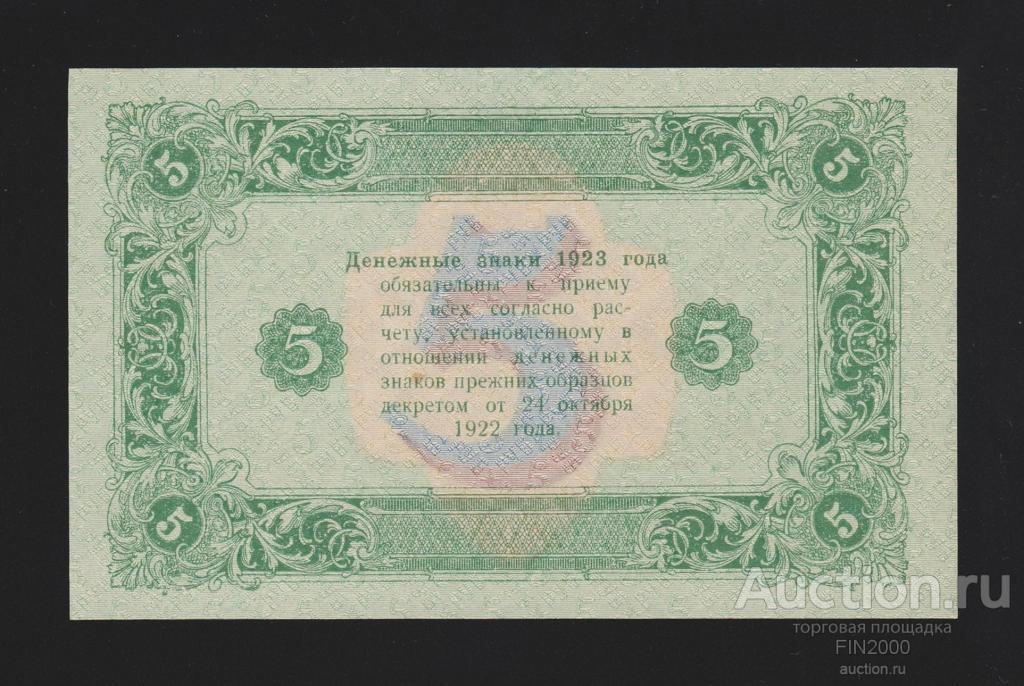 5 5
Денежные знаки 1923 года
обязательны к приему
для всех согласно рас-
чету, установленному в
отношении денежных
знаков прежних образцов
декретом от 24 октября
1922 года.
5 5 5
5 5
Auction.ru
торговая площадка
FIN2000
auction.ru